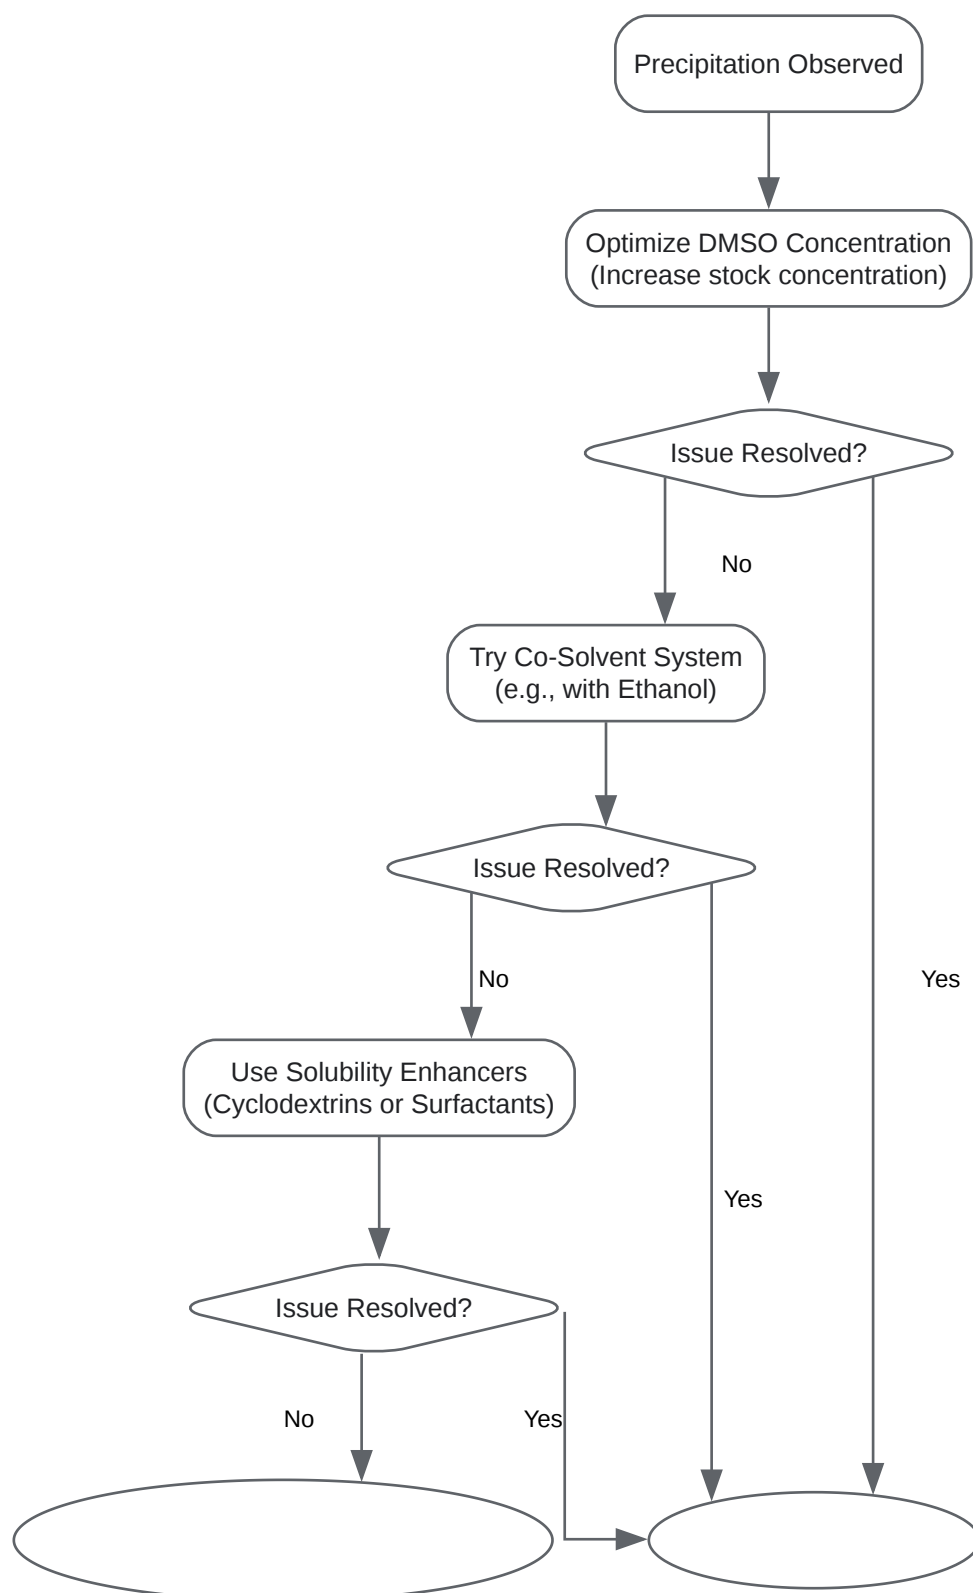 Precipitation Observed
Optimize DMSO Concentration
(Increase stock concentration)
Issue Resolved?
No
Try Co-Solvent System
(e.g., with Ethanol)
Issue Resolved?
No
Yes
Use Solubility Enhancers
(Cyclodextrins or Surfactants)
Yes
Issue Resolved?
No
Yes